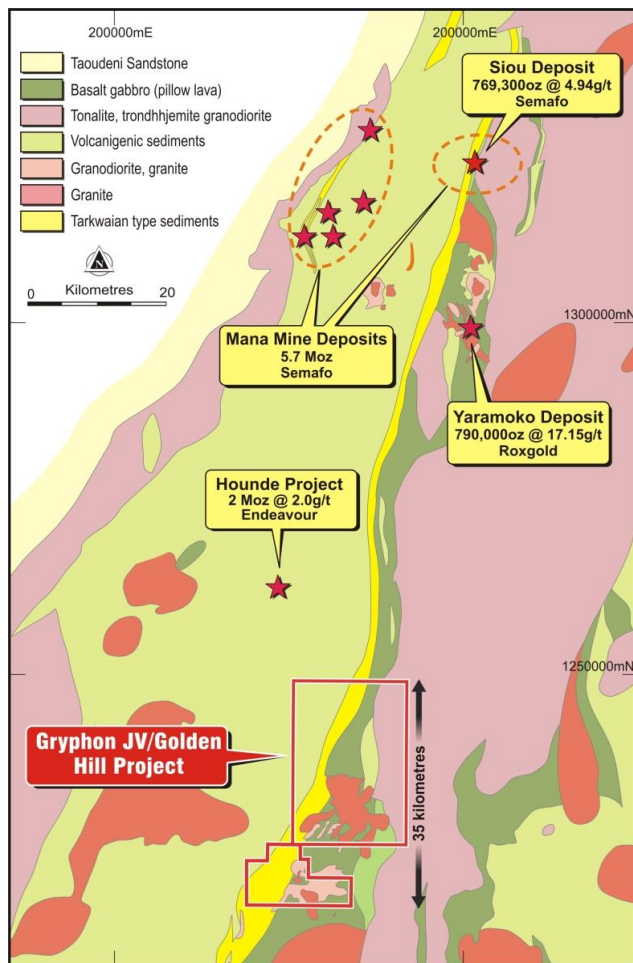 200000mE
200000mE
Taoudeni Sandstone
Basalt gabbro (pillow lava)
Tonalite, trondhhjemite granodiorite
Volcanigenic sediments
Granodiorite, granite
Granite
Tarkwaian type sediments
N
Kilometres
0 20
Siou Deposit
769,300oz @ 4.94g/t
Semafo
1300000mN
Mana Mine Deposits
5.7 Moz
Semafo
Yaramoko Deposit
790,000oz @ 17.15g/t
Roxgold
Hounde Project
2 Moz @ 2.0g/t
Endeavour
1250000mN
Gryphon JV/Golden
Hill Project
35 kilometres